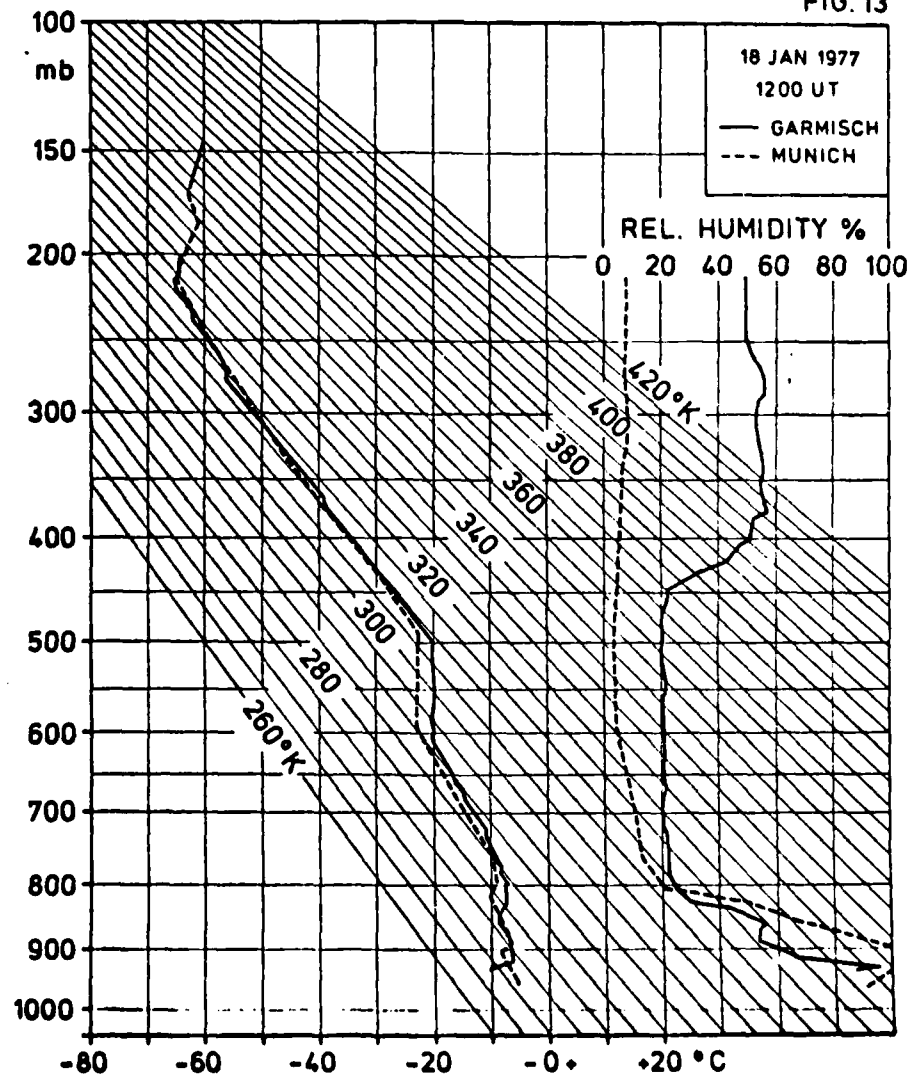 FIG. 13
18 JAN 1977
1200 UT
GARMISCH
MUNICH
REL. HUMIDITY %
0 20 40 60 80 100
100
mb
150
200
300
400
500
600
700
800
900
1000
420°K
400
380
360
340
320
300
280
260°K
-80 -60 -40 -20 -0+ +20 °C